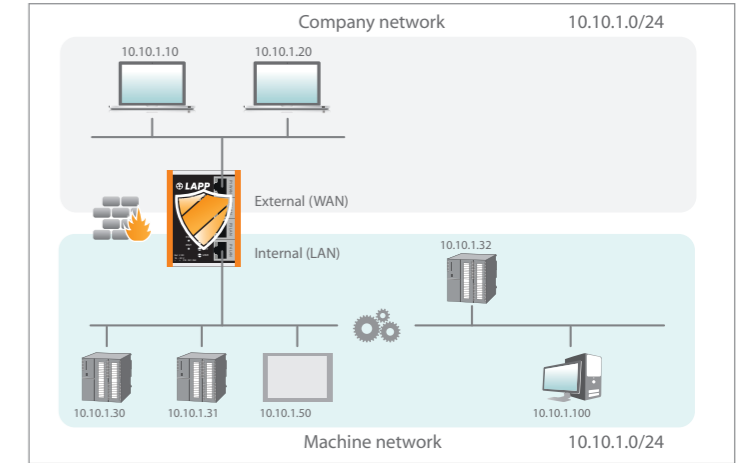 Company network 10.10.1.0/24
10.10.1.10 10.10.1.20
LAPP
External (WAN)
Internal (LAN)
10.10.1.32
10.10.1.30 10.10.1.31 10.10.1.50 10.10.1.100
Machine network 10.10.1.0/24